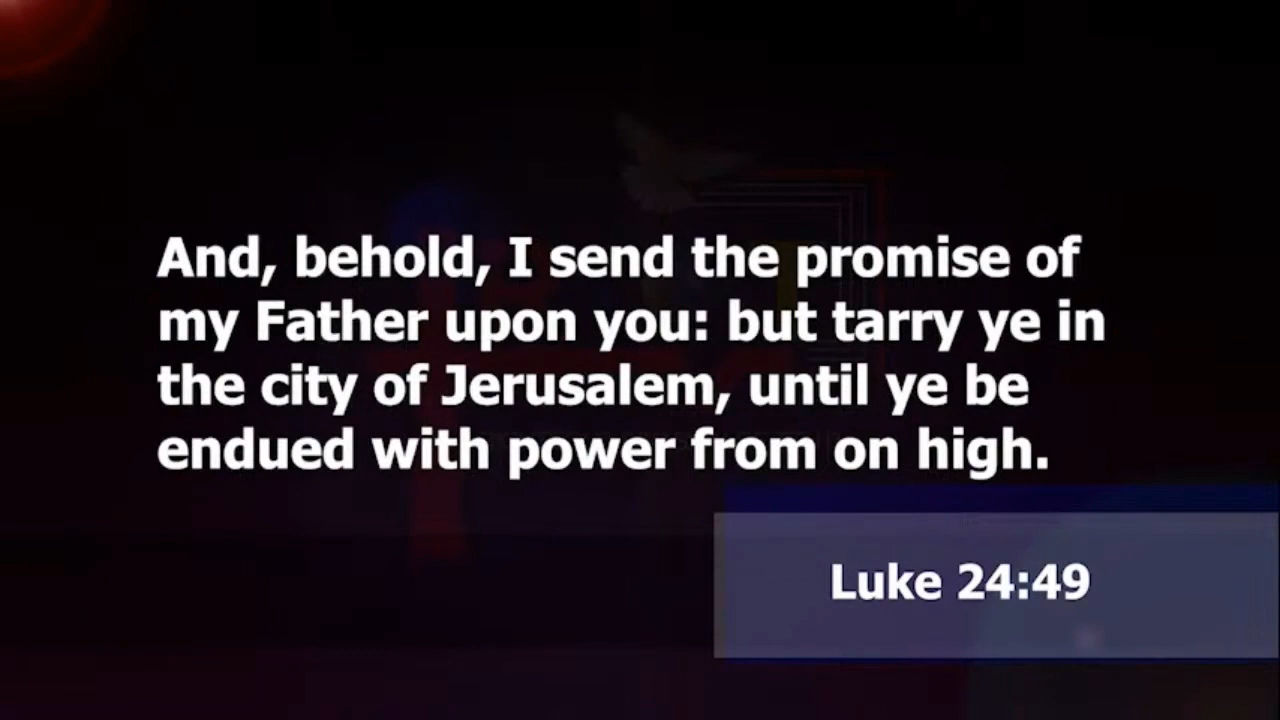 And, behold, I send the promise of
my Father upon you: but tarry ye in
the city of Jerusalem, until ye be
endued with power from on high.
Luke 24:49